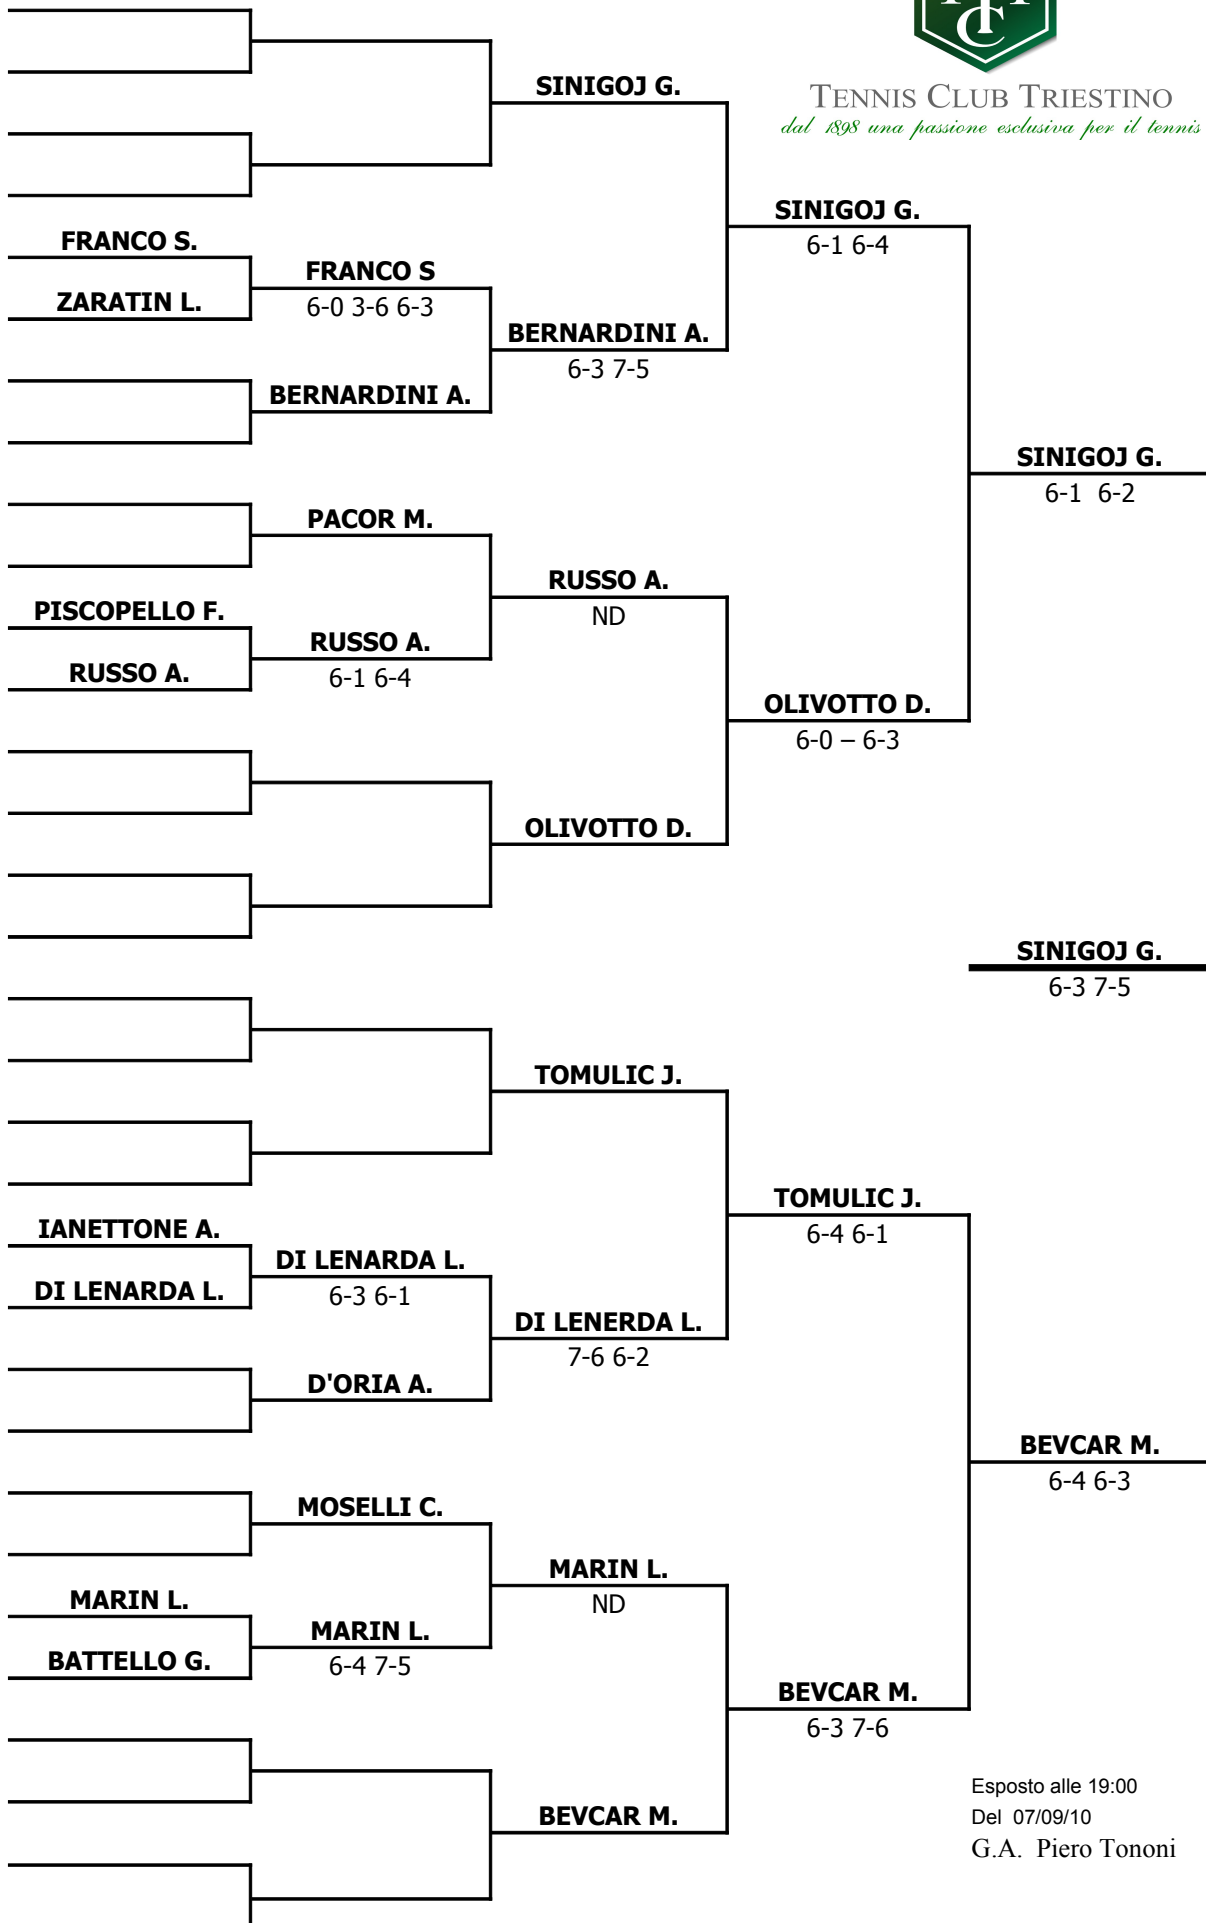 TENNIS CLUB TRIESTINO
dal 1898 una passione esclusiva per il tennis
SINIGOJ G.
SINIGOJ G.
6-1 6-4
FRANCO S.
FRANCO S
ZARATIN L.
6-0 3-6 6-3
BERNARDINI A.
6-3 7-5
BERNARDINI A.
SINIGOJ G.
6-1 6-2
PACOR M.
RUSSO A.
ND
PISCOPELLO F.
RUSSO A.
RUSSO A.
6-1 6-4
OLIVOTTO D.
6-0 – 6-3
OLIVOTTO D.
SINIGOJ G.
6-3 7-5
TOMULIC J.
TOMULIC J.
6-4 6-1
IANETTONE A.
DI LENARDA L.
DI LENARDA L.
6-3 6-1
DI LENERDA L.
7-6 6-2
D'ORIA A.
BEVCAR M.
6-4 6-3
MOSELLI C.
MARIN L.
ND
MARIN L.
MARIN L.
BATTELLO G.
6-4 7-5
BEVCAR M.
6-3 7-6
BEVCAR M.
Esposto alle 19:00
Del 07/09/10
G.A. Piero Tononi